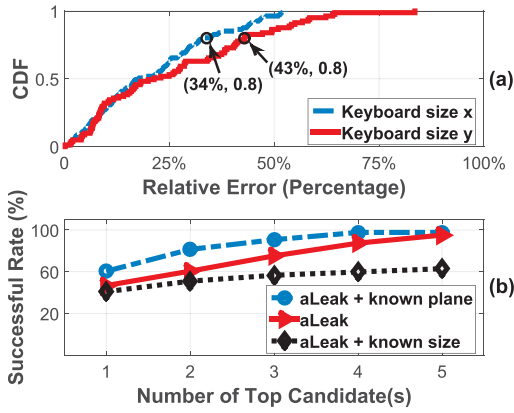 1
0.5
0
CDF
(34%, 0.8)
(43%, 0.8)
Keyboard size x
Keyboard size y
(a)
0 25% 50% 75% 100%
Relative Error (Percentage)
100
60
20
Successful Rate (%)
aLeak + known plane
aLeak
aLeak + known size
(b)
1 2 3 4 5
Number of Top Candidate(s)